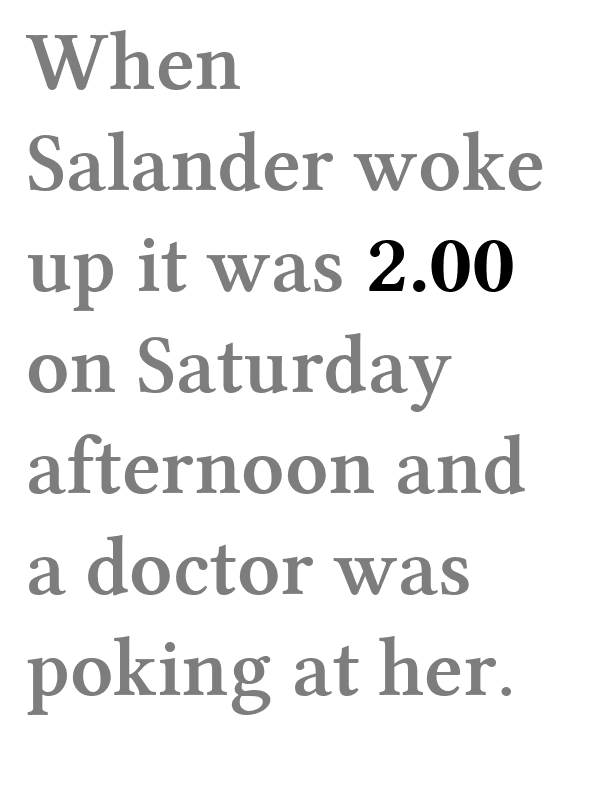 When
Salander woke
up it was 2.00
on Saturday
afternoon and
a doctor was
poking at her.